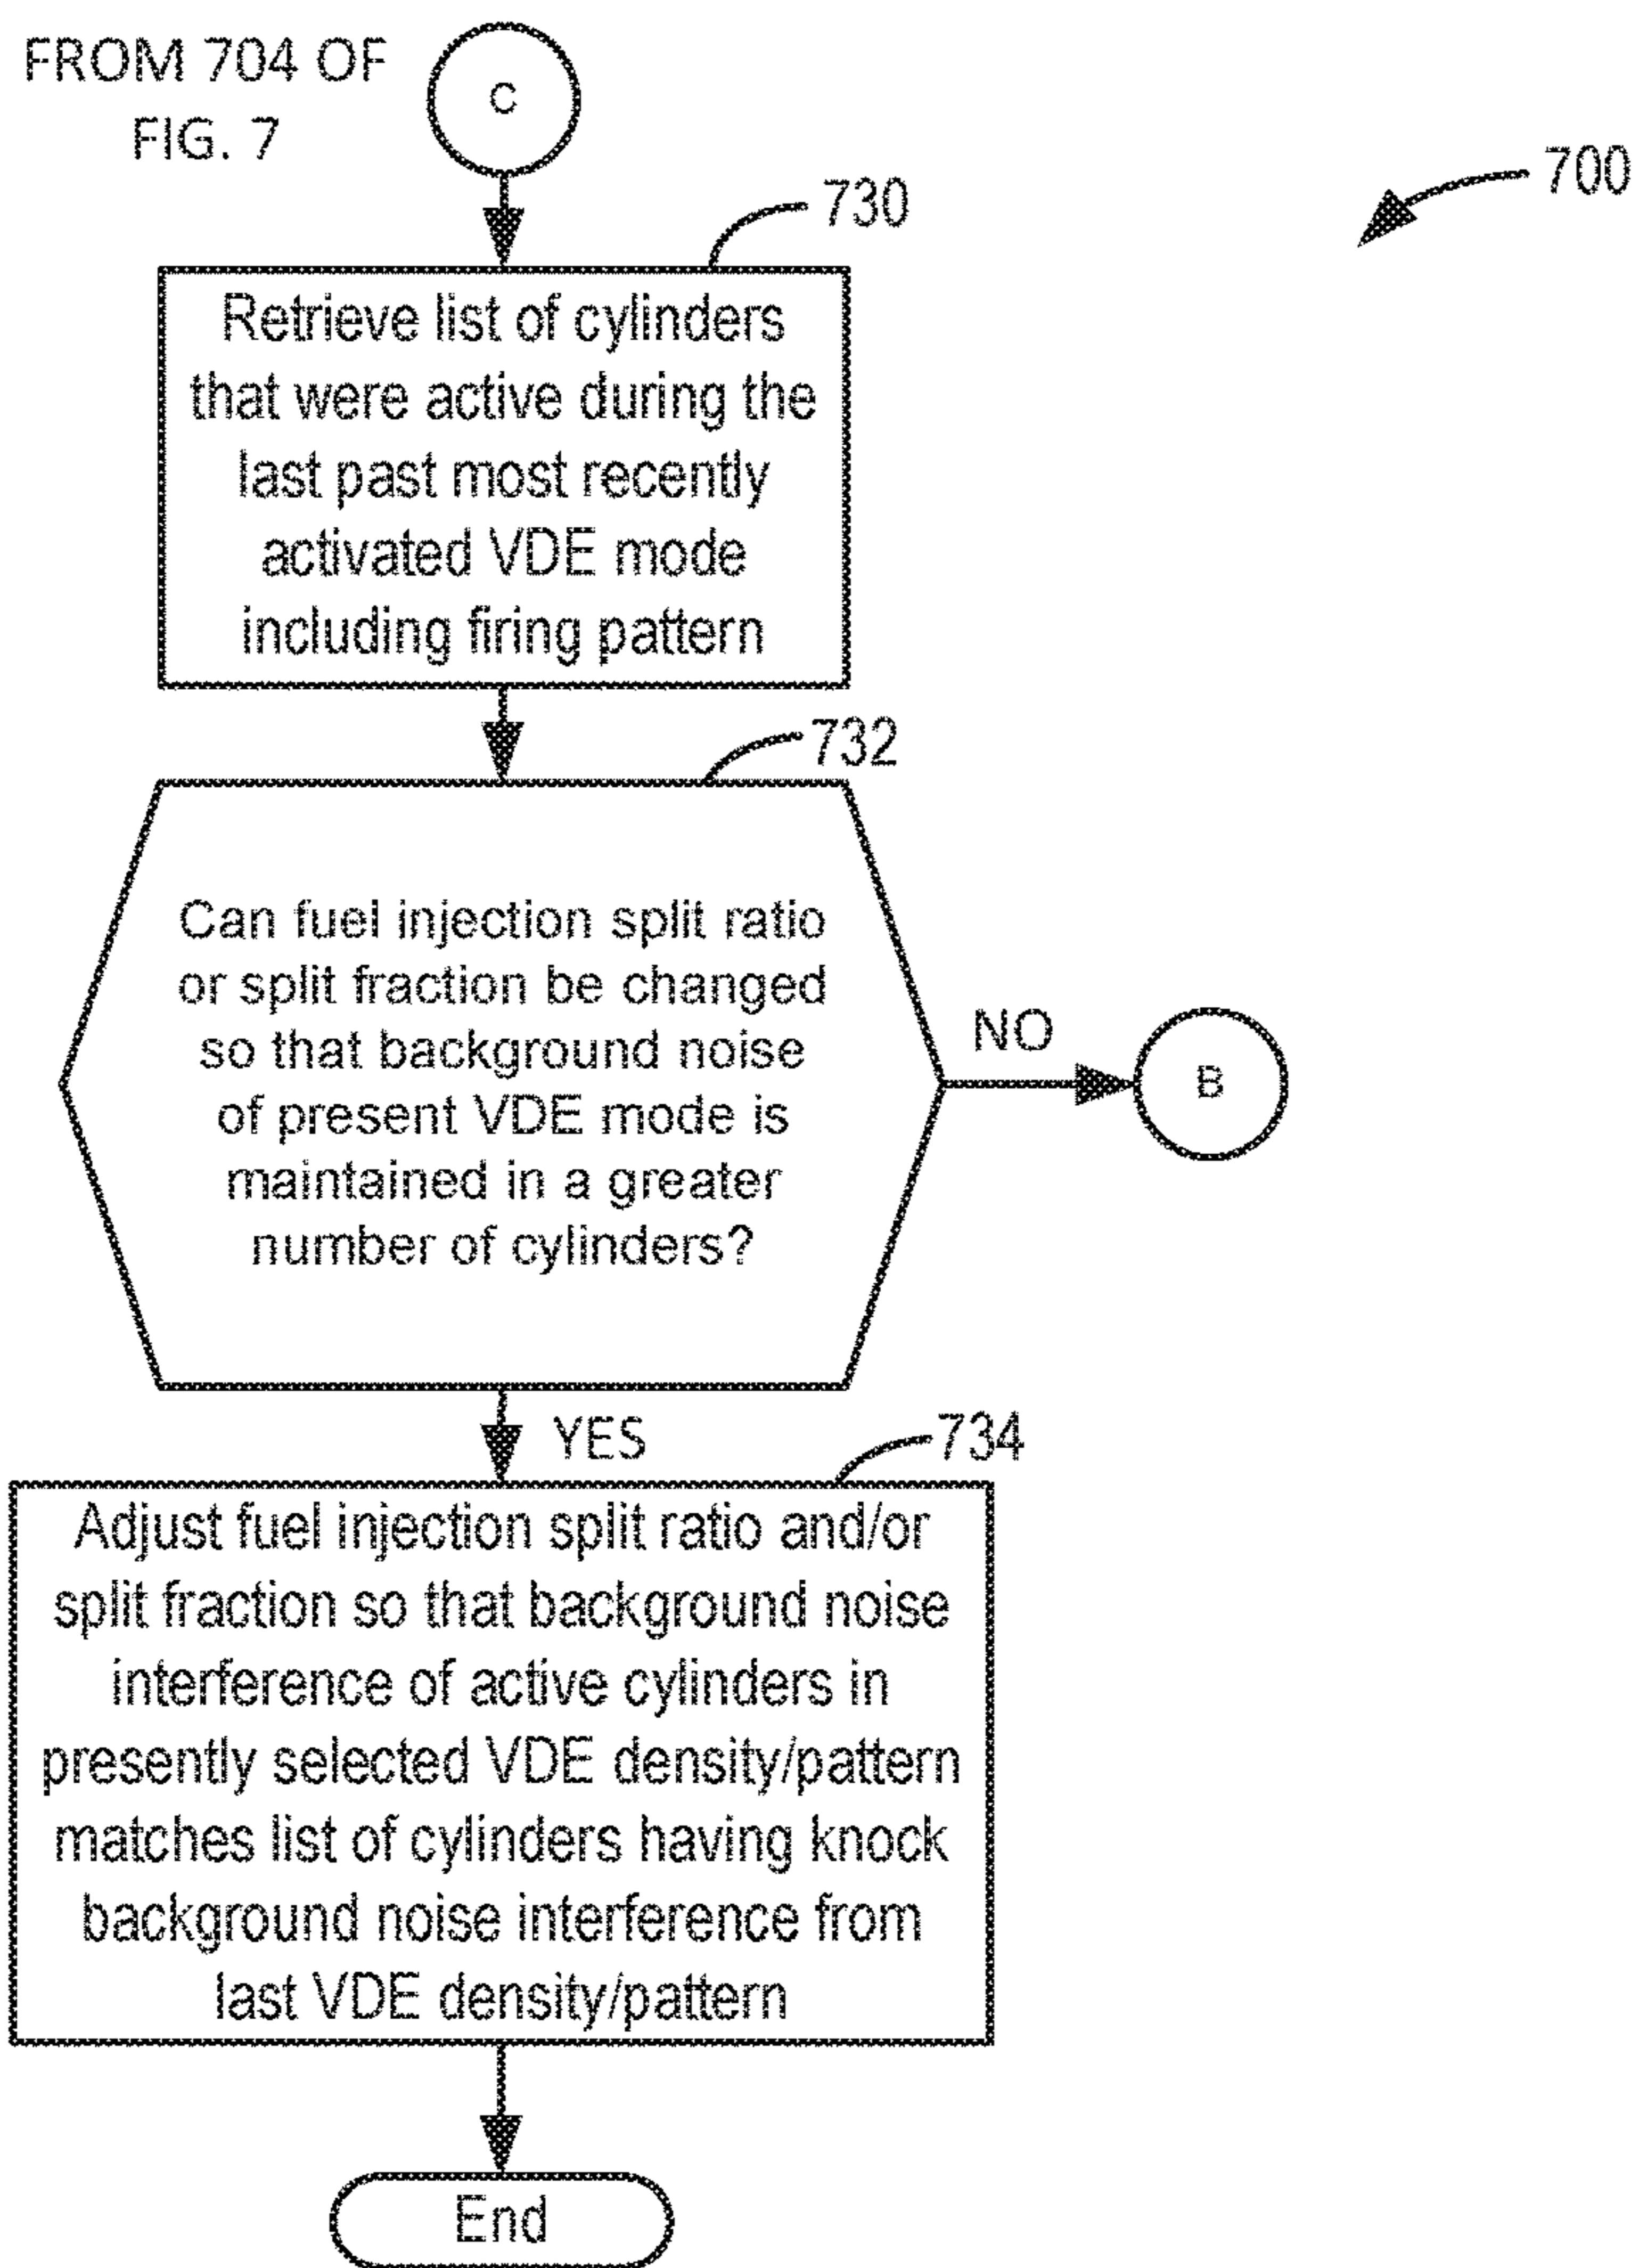 FROM 704 OF
FIG. 7
C
700
730
Retrieve list of cylinders
that were active during the
last past most recently
activated VDE mode
including firing pattern
732
Can fuel injection split ratio
or split fraction be changed
so that background noise
of present VDE mode is
maintained in a greater
number of cylinders?
NO
B
YES
734
Adjust fuel injection split ratio and/or
split fraction so that background noise
interference of active cylinders in
presently selected VDE density/pattern
matches list of cylinders having knock
background noise interference from
last VDE density/pattern
End